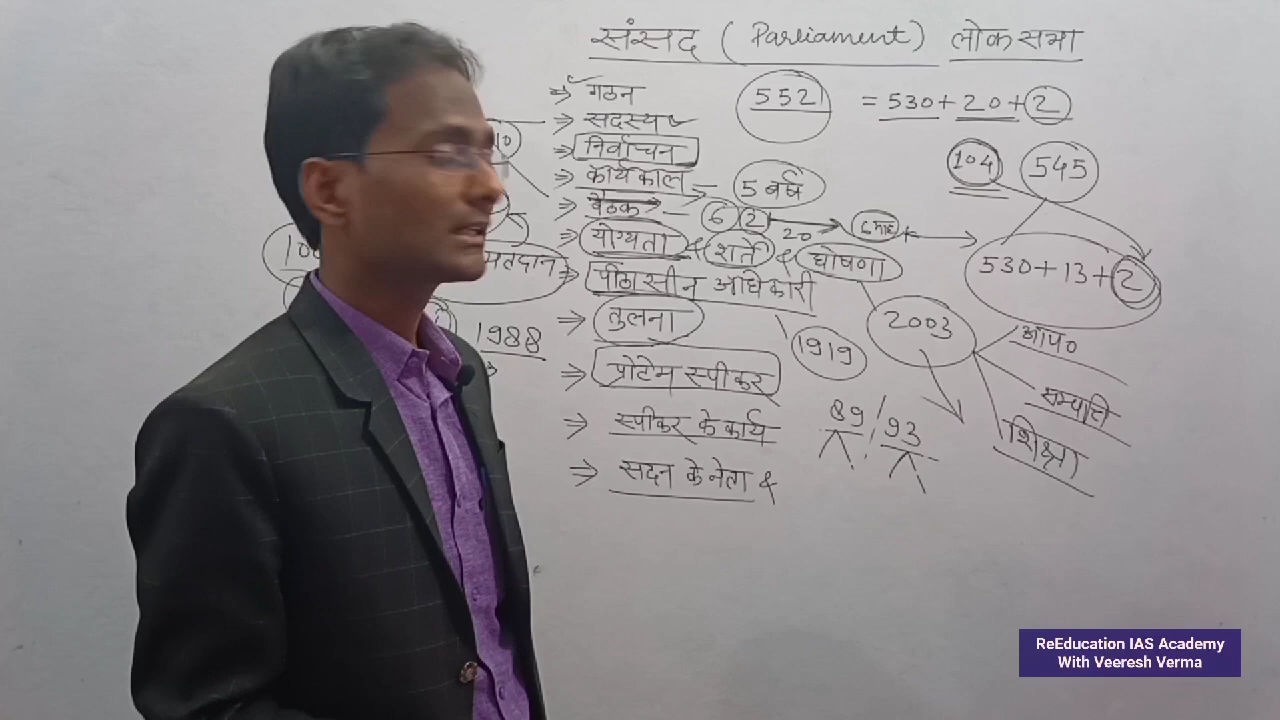 संसद ( Parliament ) लोकसभा
⇒ गठन 552 = 530 + 20 + 2
⇒ सदस्य
⇒ निर्वाचन 104 545
⇒ कार्यकाल - 5 वर्ष
⇒ बैठक - 6 2 20 6 माह
⇒ योग्यता & शर्ते & घोषणा 530 + 13 + 2
मतदान
⇒ पीठासीन अधिकारी
⇒ तुलना 1919 2003
1988
⇒ प्रोटेम स्पीकर
सम्पत्ति
⇒ स्पीकर के कार्य 89 / 93 शिक्षा
⇒ सदन के नेता &
ReEducation IAS Academy
With Veeresh Verma